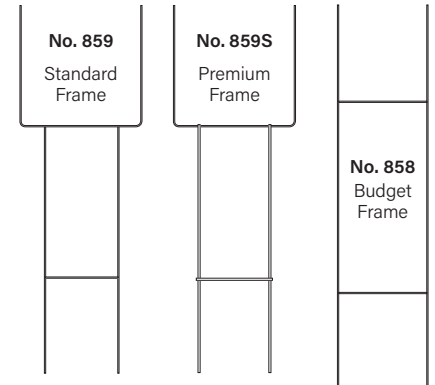 No. 859
Standard
Frame
No. 859S
Premium
Frame
No. 858
Budget
Frame